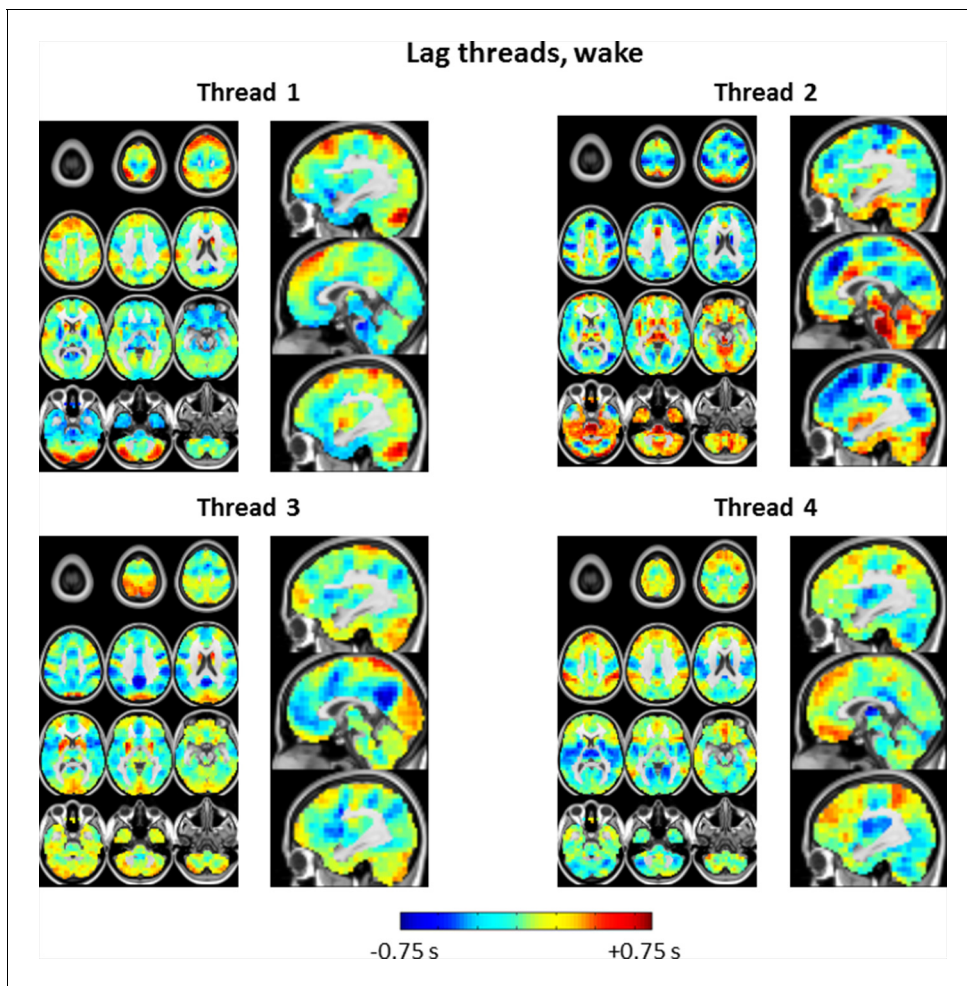 Lag threads, wake
Thread 1
Thread 2
Thread 3
Thread 4
-0.75 s
+0.75 s